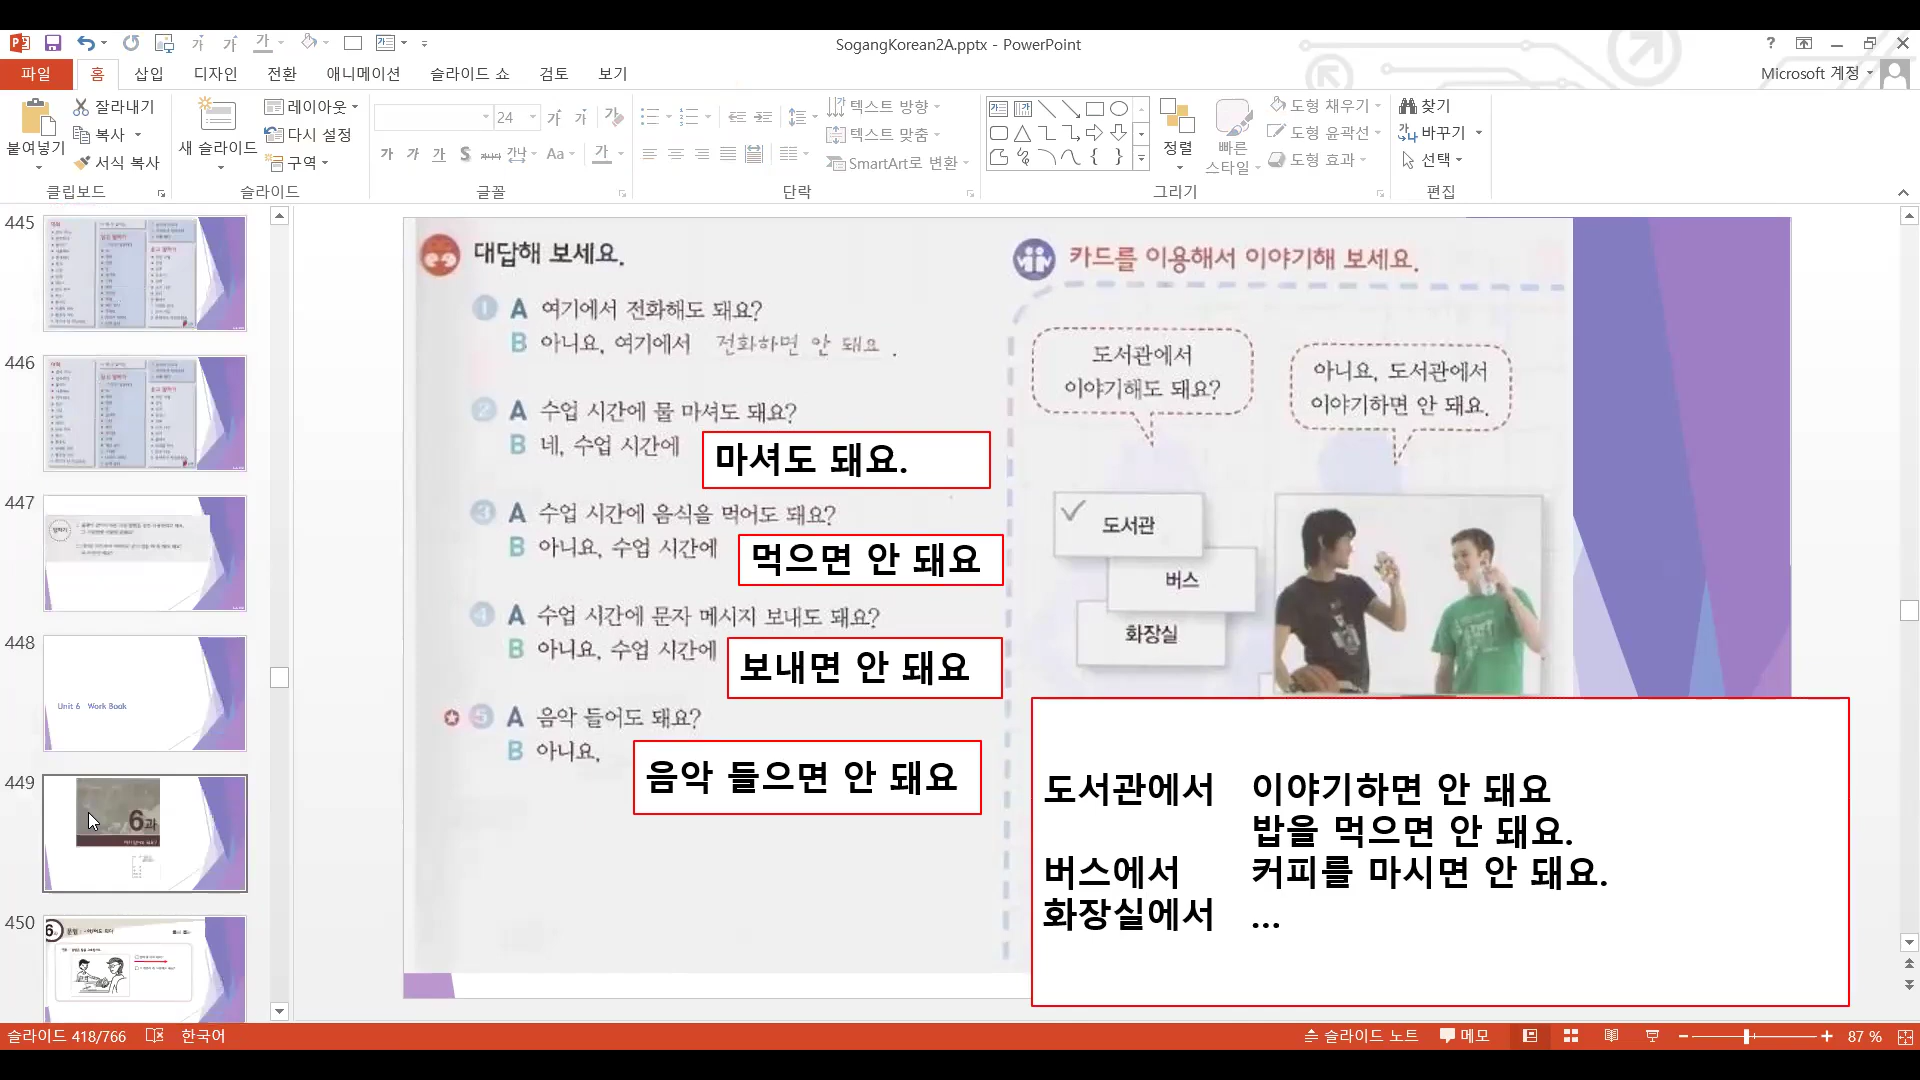 SogangKorean2A.pptx - PowerPoint
파일 홈 삽입 디자인 전환 애니메이션 슬라이드 쇼 검토 보기
Microsoft 계정
붙여넣기
잘라내기
복사
서식 복사
클립보드
새 슬라이드
레이아웃
다시 설정
구역
슬라이드
24
가 가 가 S 가나 Aa 가
글꼴
텍스트 방향
텍스트 맞춤
SmartArt로 변환
단락
정렬
빠른 스타일
도형 채우기
도형 윤곽선
도형 효과
그리기
찾기
바꾸기
선택
편집
445
446
447
448
Unit 6 Work Book
449
6과
450
대답해 보세요.
1 A 여기에서 전화해도 돼요?
B 아니요, 여기에서 전화하면 안 돼요 .
2 A 수업 시간에 물 마셔도 돼요?
B 네, 수업 시간에 마셔도 돼요.
3 A 수업 시간에 음식을 먹어도 돼요?
B 아니요, 수업 시간에 먹으면 안 돼요
4 A 수업 시간에 문자 메시지 보내도 돼요?
B 아니요, 수업 시간에 보내면 안 돼요
5 A 음악 들어도 돼요?
B 아니요, 음악 들으면 안 돼요
카드를 이용해서 이야기해 보세요.
도서관에서
이야기해도 돼요?
아니요, 도서관에서
이야기하면 안 돼요.
도서관
버스
화장실
도서관에서 이야기하면 안 돼요
밥을 먹으면 안 돼요.
버스에서 커피를 마시면 안 돼요.
화장실에서 ...
슬라이드 418/766 한국어
슬라이드 노트 메모 87 %